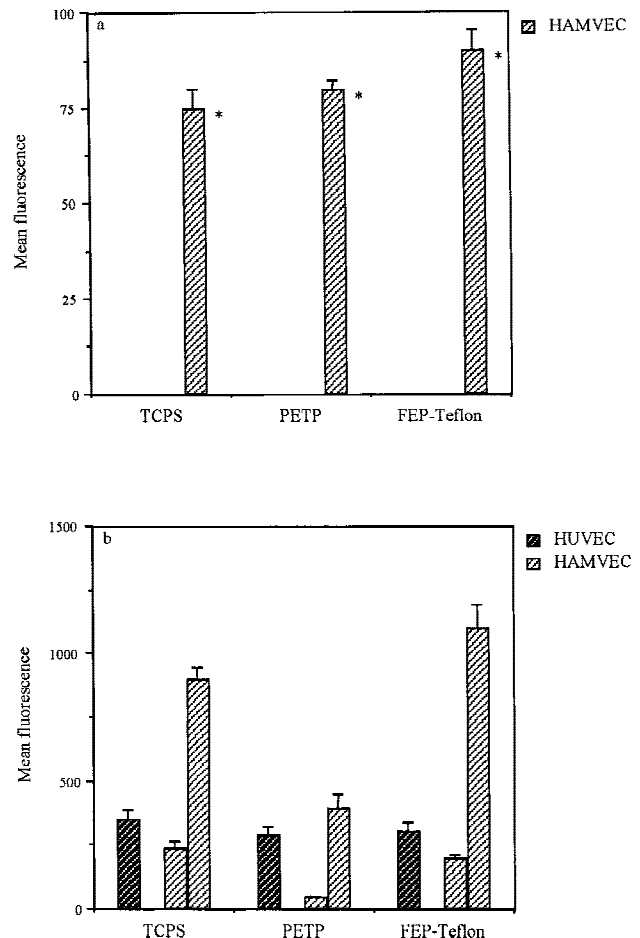 a
HAMVEC
100
75
50
25
0
Mean fluorescence
*
*
*
TCPS PETP FEP-Teflon
b
HUVEC
HAMVEC
1500
1000
500
0
Mean fluorescence
TCPS PETP FEP-Teflon